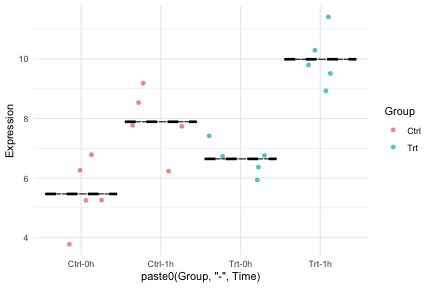 Expression
10
8
6
4
Ctrl-0h
Ctrl-1h
Trt-0h
Trt-1h
paste0(Group, "-", Time)
Group
Ctrl
Trt